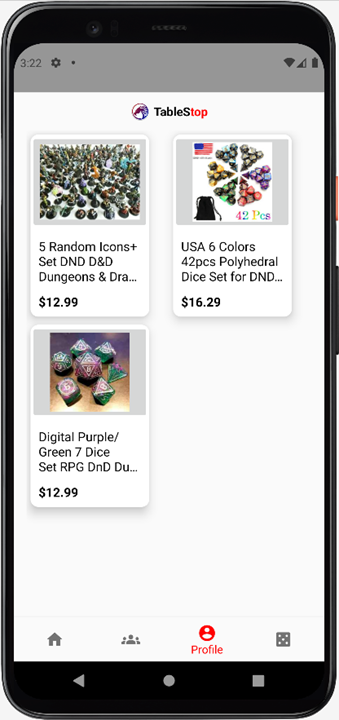 3:22
TableStop
5 Random Icons+
Set DND D&D
Dungeons & Dra...
$12.99
42 Pcs
USA 6 Colors
42pcs Polyhedral
Dice Set for DND...
$16.29
Digital Purple/
Green 7 Dice
Set RPG DnD Du...
$12.99
Profile